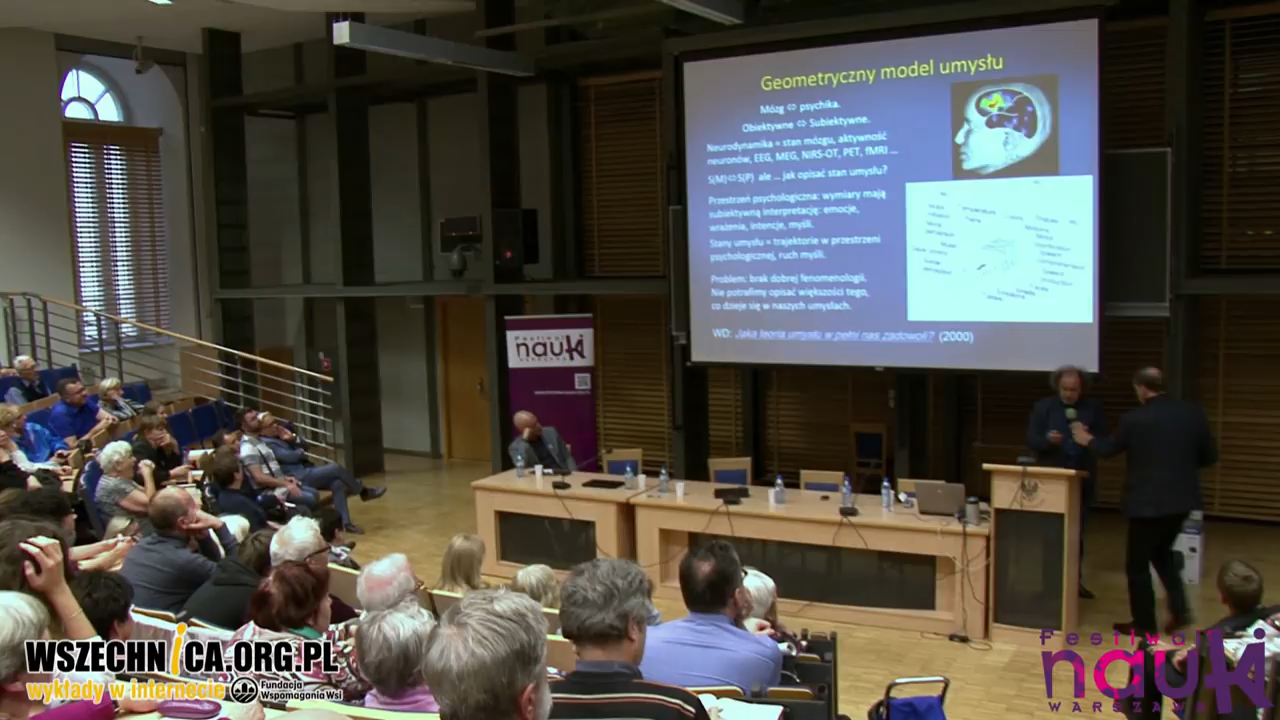 Geometryczny model umysłu
Mózg ⇔ psychika.
Obiektywne ⇔ Subiektywne.
Neurodynamika = stan mózgu, aktywność
neuronów, EEG, MEG, NIRS-OT, PET, fMRI ...
S(M)⇔S(P) ale ... jak opisać stan umysłu?
Przestrzeń psychologiczna: wymiary mają
subiektywną interpretację: emocje,
wrażenia, intencje, myśli.
Stany umysłu = trajektorie w przestrzeni
psychologicznej, ruch myśli.
Problem: brak dobrej fenomenologii.
Nie potrafimy opisać większości tego,
co dzieje się w naszych umysłach.
WD: Jaka teoria umysłu w pełni nas zadowoli? (2000)
Festiwal
nauki
WARSZAWA
WSZECHNICA.ORG.PL
wykłady w internecie
Fundacja
Wspomagania Wsi
Festiwal
nauki
WARSZAWA